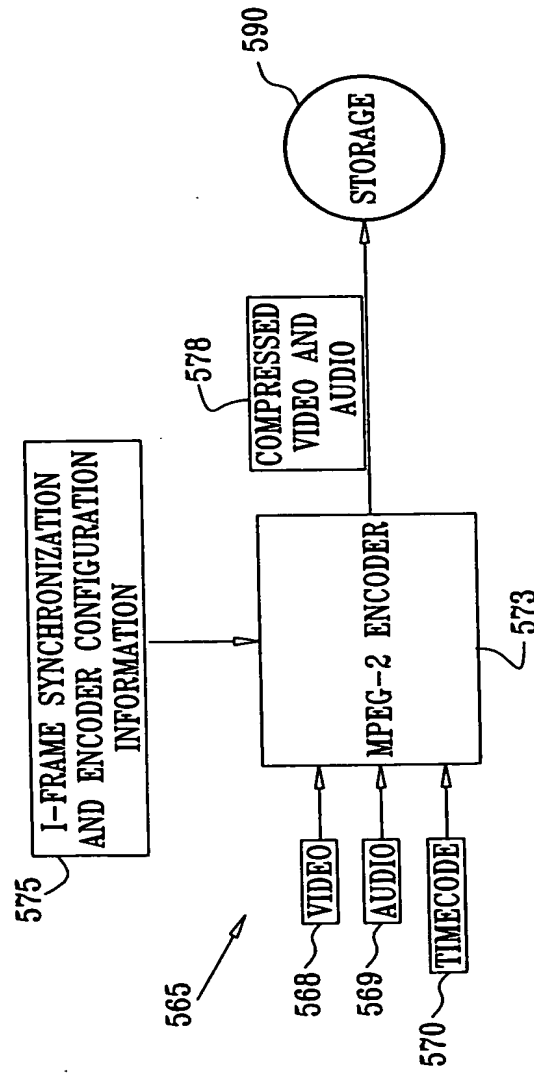 575
I-FRAME SYNCHRONIZATION
AND ENCODER CONFIGURATION
INFORMATION
565
568
VIDEO
569
AUDIO
570
TIMECODE
MPEG-2 ENCODER
573
578
COMPRESSED
VIDEO AND
AUDIO
STORAGE
590